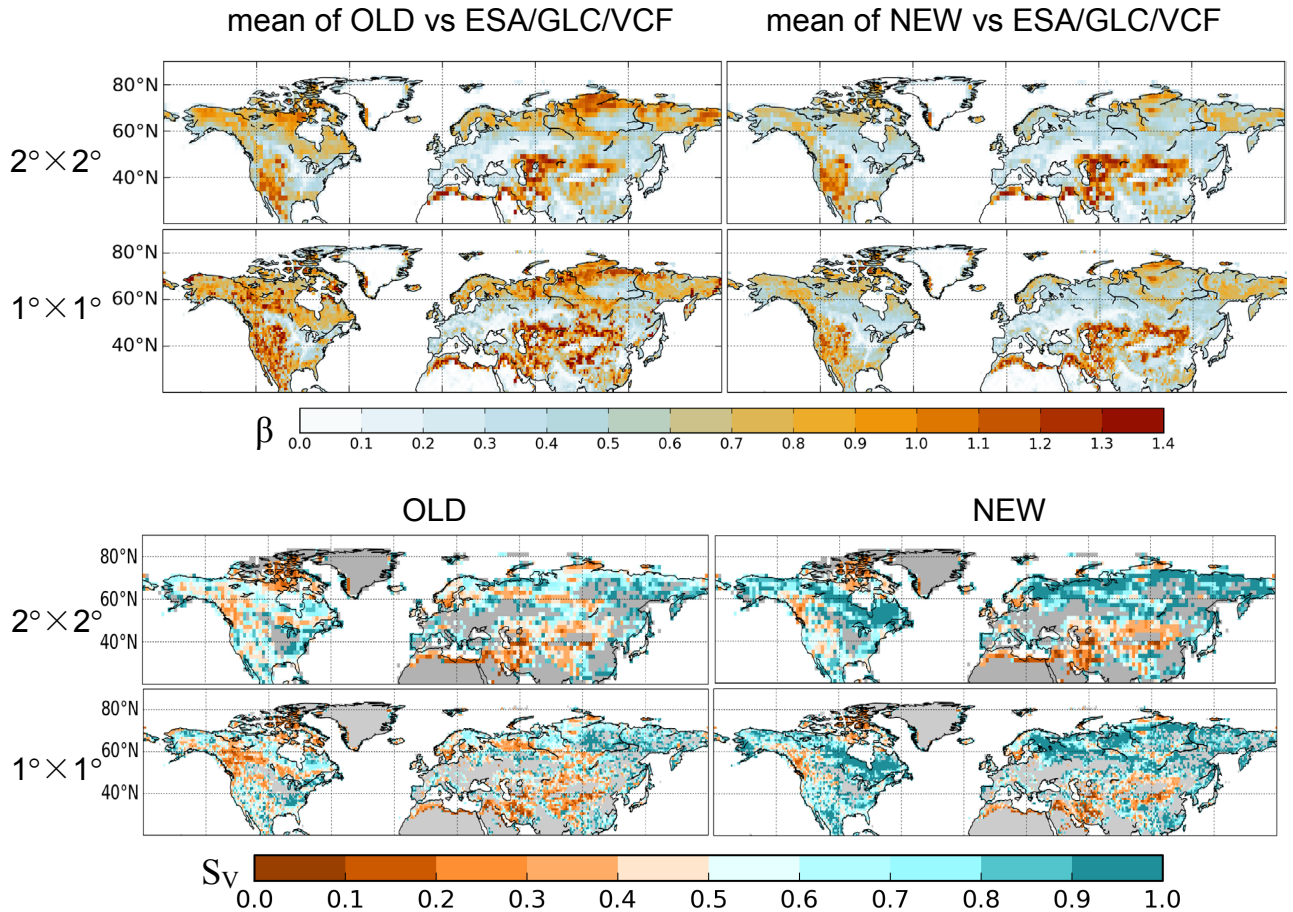 mean of OLD vs ESA/GLC/VCF mean of NEW vs ESA/GLC/VCF
80°N
2°×2°
60°N
40°N
80°N
1°×1°
60°N
40°N
β
0.0 0.1 0.2 0.3 0.4 0.5 0.6 0.7 0.8 0.9 1.0 1.1 1.2 1.3 1.4
OLD NEW
80°N
2°×2°
60°N
40°N
80°N
1°×1°
60°N
40°N
SV
0.0 0.1 0.2 0.3 0.4 0.5 0.6 0.7 0.8 0.9 1.0